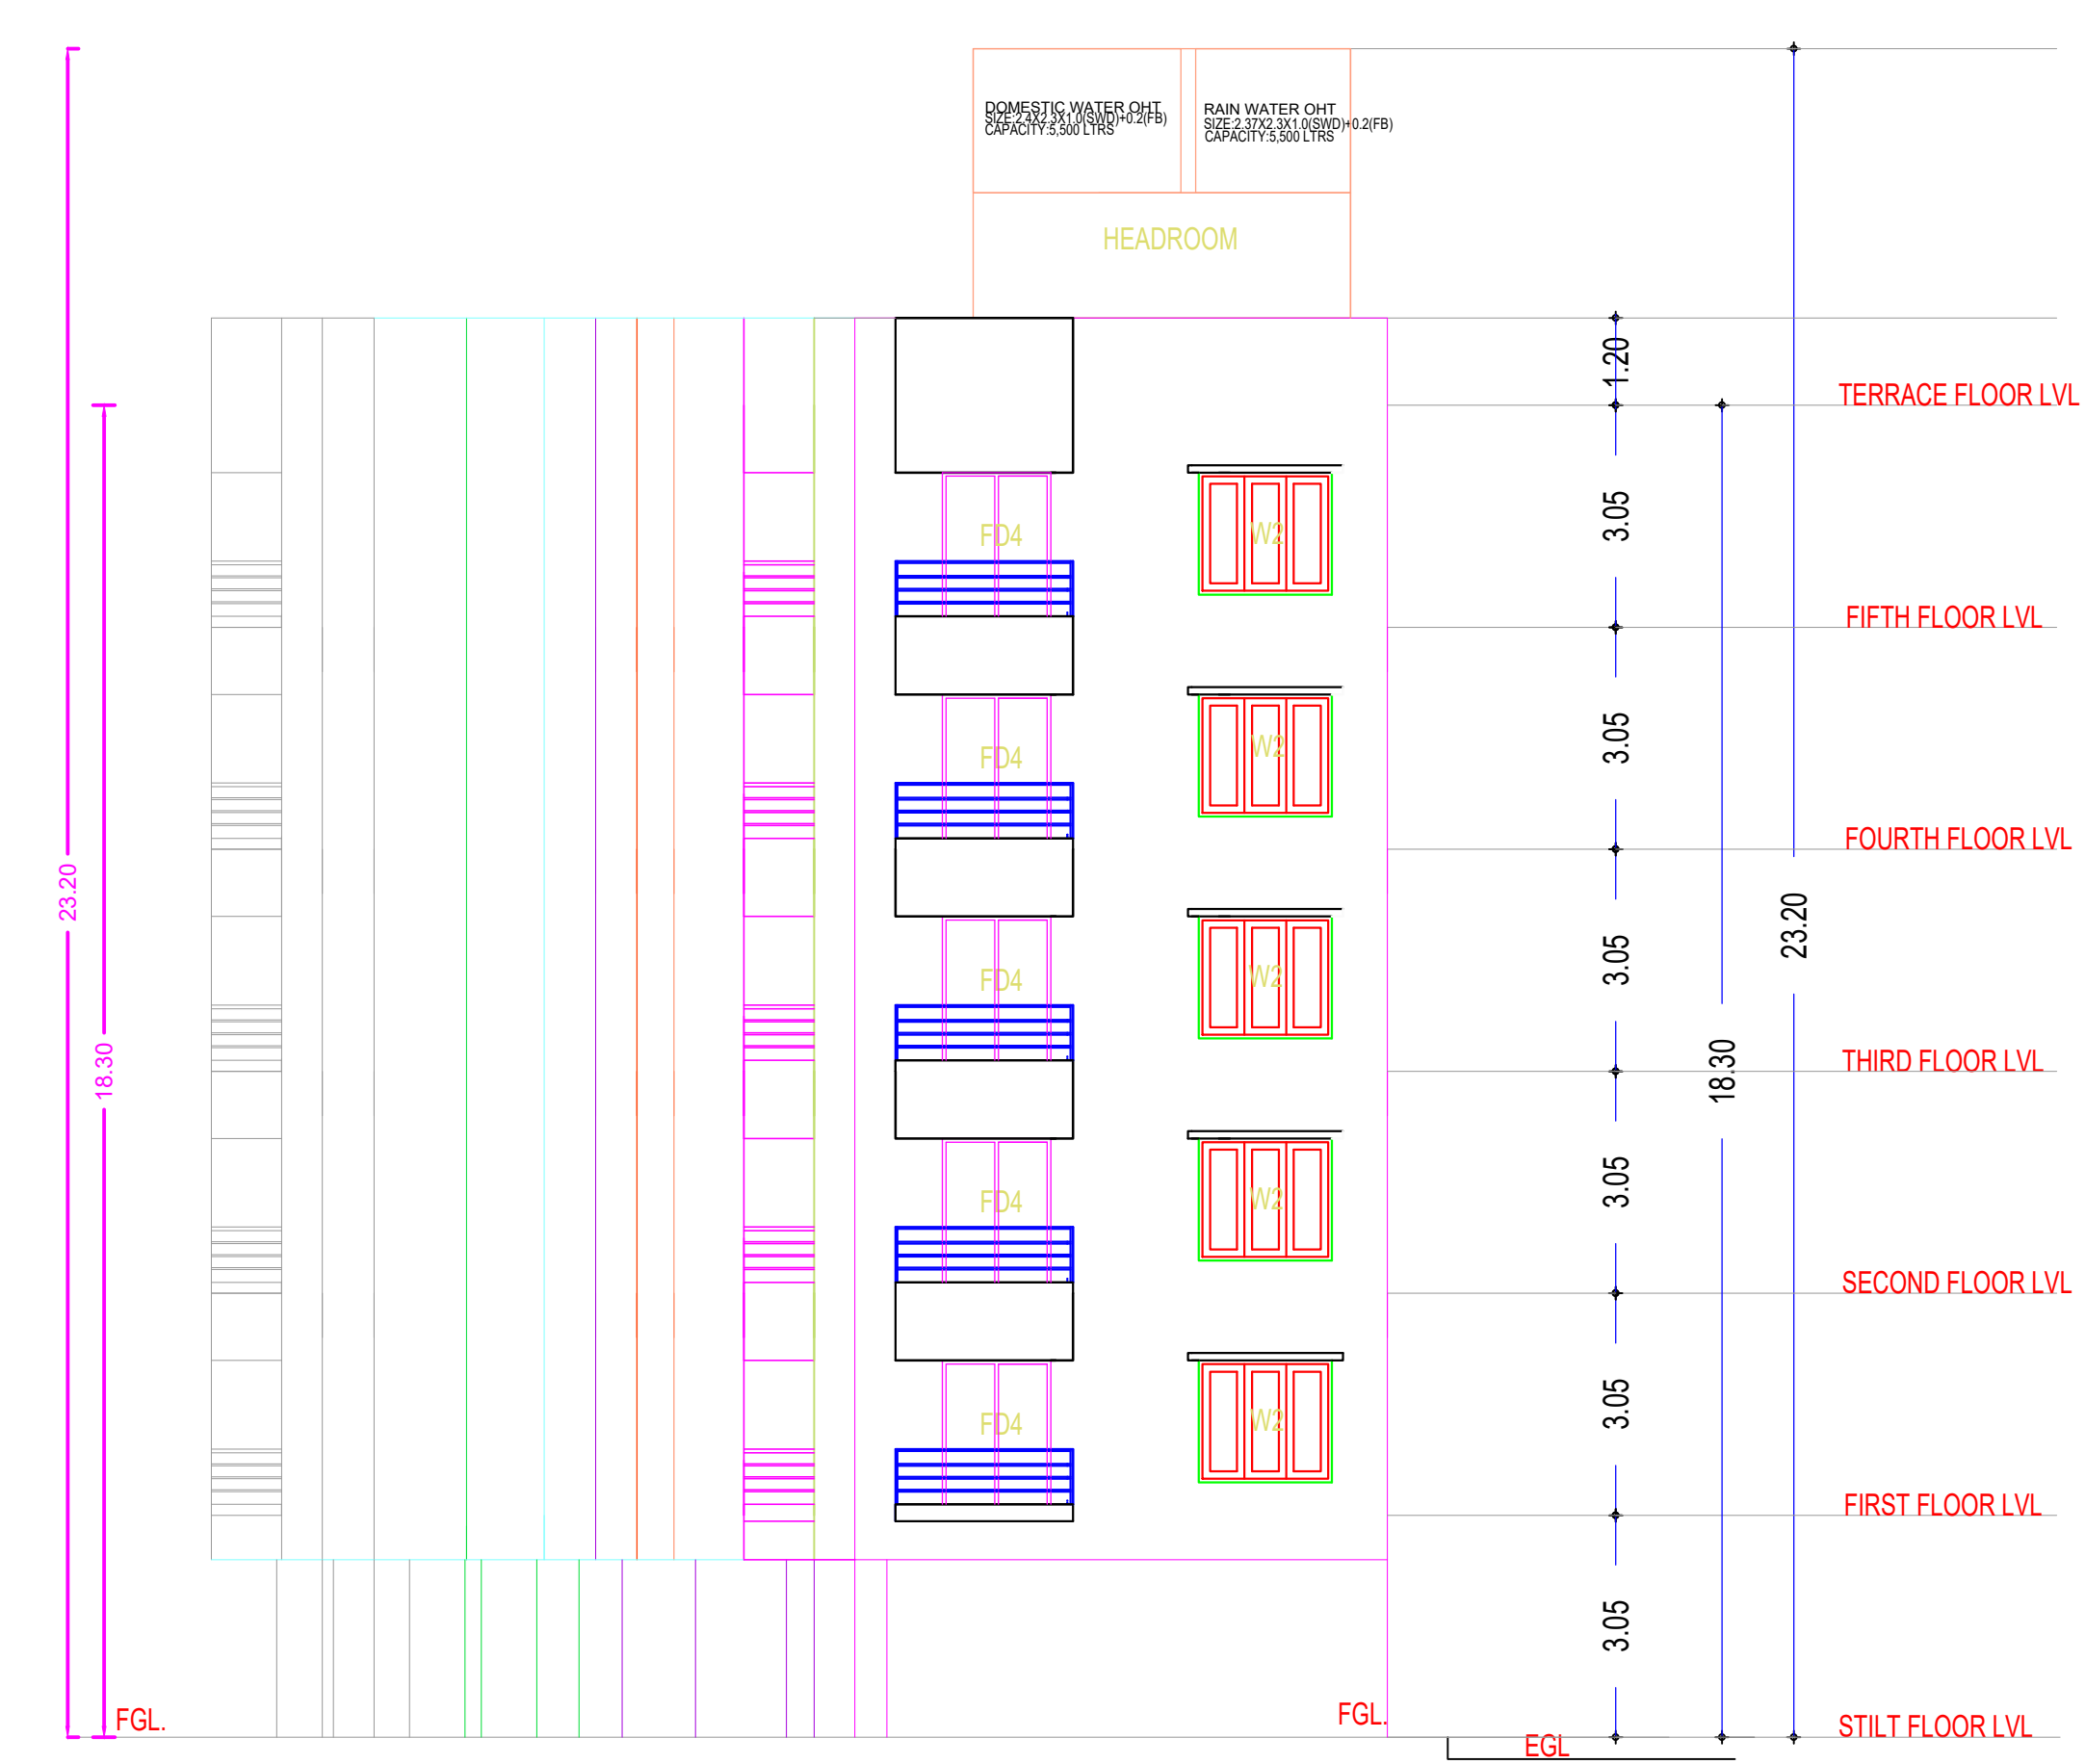 DOMESTIC WATER OHT
SIZE:2.4X2.3X1.0(SWD)+0.2(FB)
CAPACITY:5,500 LTRS
RAIN WATER OHT
SIZE:2.37X2.3X1.0(SWD)+0.2(FB)
CAPACITY:5,500 LTRS
HEADROOM
1.20
TERRACE FLOOR LVL
3.05
FD4
W2
FIFTH FLOOR LVL
3.05
FD4
W2
FOURTH FLOOR LVL
23.20
23.20
3.05
FD4
W2
THIRD FLOOR LVL
18.30
18.30
3.05
FD4
W2
SECOND FLOOR LVL
3.05
FD4
W2
FIRST FLOOR LVL
3.05
FGL.
FGL.
STILT FLOOR LVL
EGL